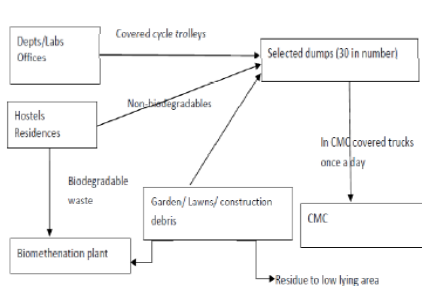 Covered cycle trolleys
Depts/Labs
Offices
Selected dumps (30 in number)
Non-biodegradables
Hostels
Residences
In CMC covered trucks
once a day
Biodegradable
waste
Garden/ Lawns/ construction
debris
CMC
Biomethenation plant
Residue to low lying area